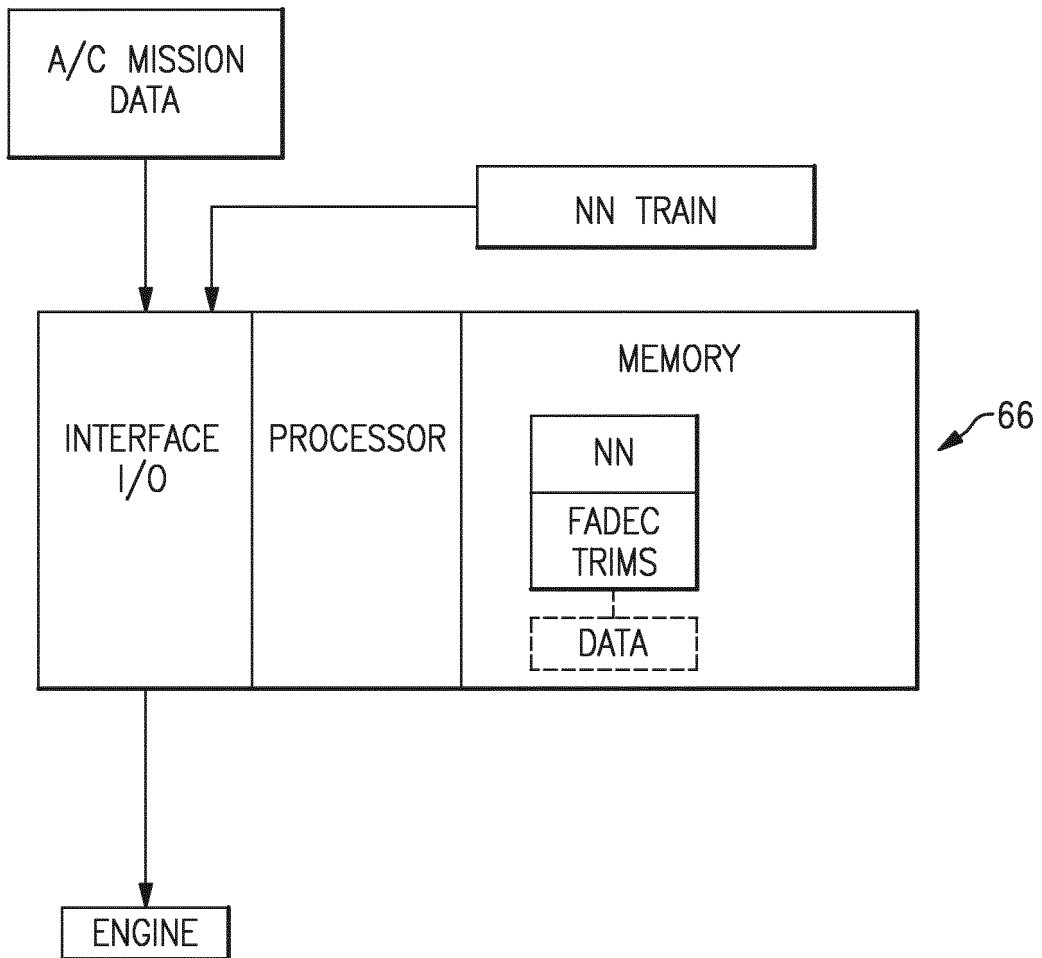 A/C MISSION
DATA
NN TRAIN
MEMORY
66
INTERFACE
I/O
PROCESSOR
NN
FADEC
TRIMS
DATA
ENGINE